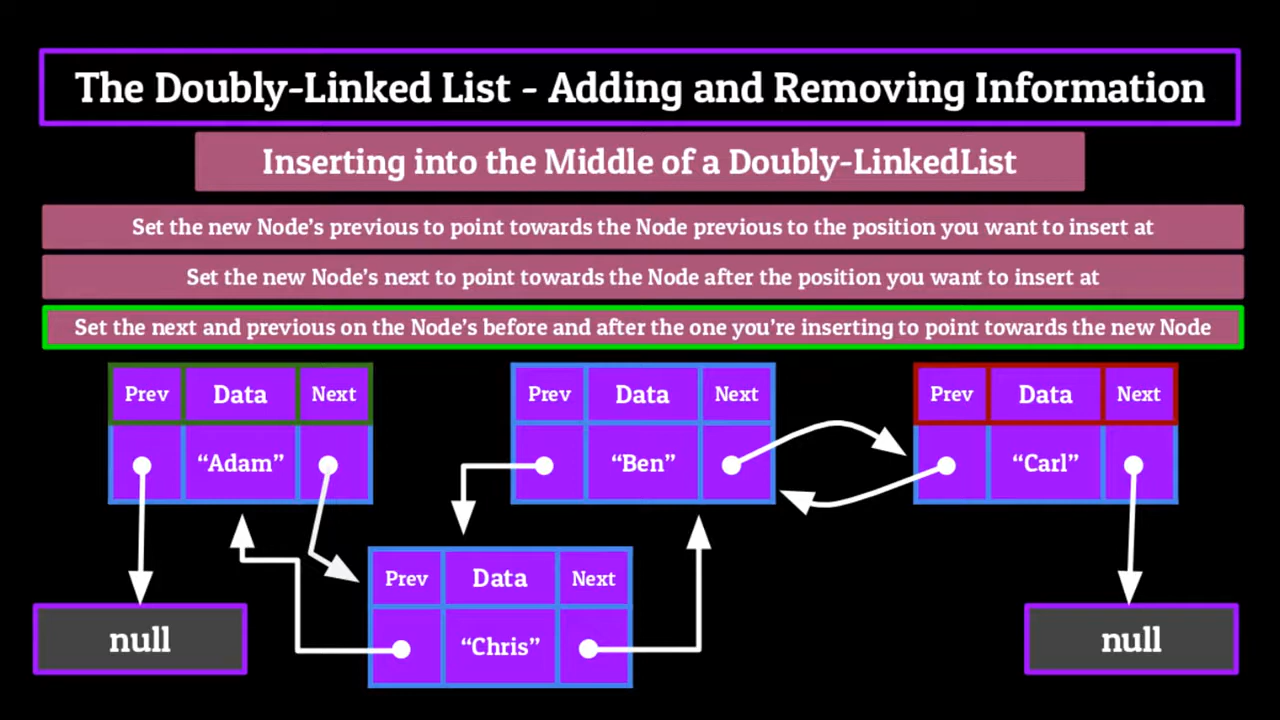 The Doubly-Linked List - Adding and Removing Information
Inserting into the Middle of a Doubly-LinkedList
Set the new Node's previous to point towards the Node previous to the position you want to insert at
Set the new Node's next to point towards the Node after the position you want to insert at
Set the next and previous on the Node's before and after the one you're inserting to point towards the new Node
Prev Data Next
“Adam”
Prev Data Next
“Ben”
Prev Data Next
“Carl”
Prev Data Next
“Chris”
null
null